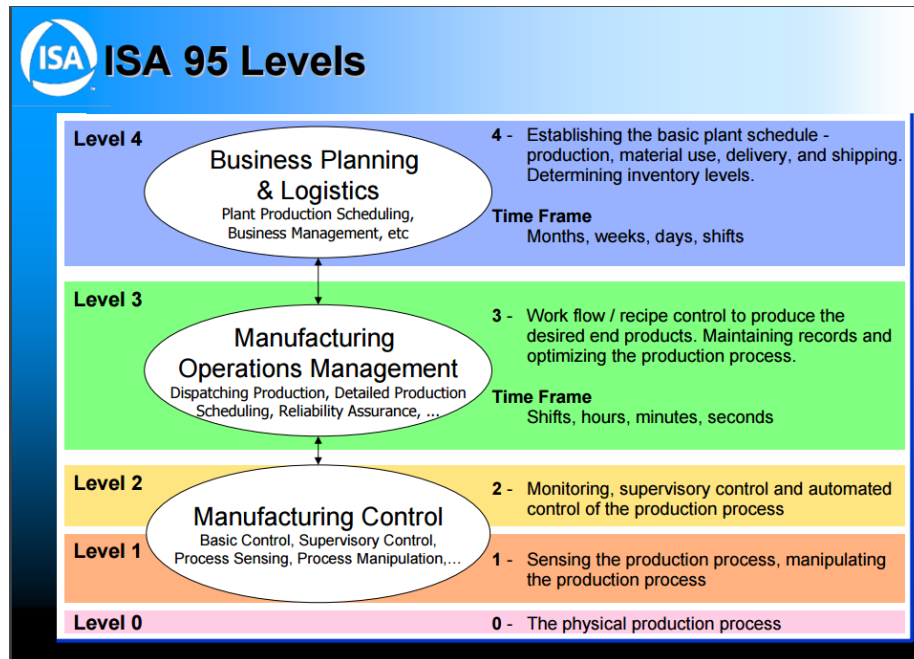 ISA
ISA 95 Levels
Level 4
Business Planning
& Logistics
Plant Production Scheduling,
Business Management, etc
4 - Establishing the basic plant schedule -
production, material use, delivery, and shipping.
Determining inventory levels.
Time Frame
Months, weeks, days, shifts
Level 3
Manufacturing
Operations Management
Dispatching Production, Detailed Production
Scheduling, Reliability Assurance, ...
3 - Work flow / recipe control to produce the
desired end products. Maintaining records and
optimizing the production process.
Time Frame
Shifts, hours, minutes, seconds
Level 2
Manufacturing Control
Basic Control, Supervisory Control,
Process Sensing, Process Manipulation,...
2 - Monitoring, supervisory control and automated
control of the production process
Level 1
1 - Sensing the production process, manipulating
the production process
Level 0
0 - The physical production process